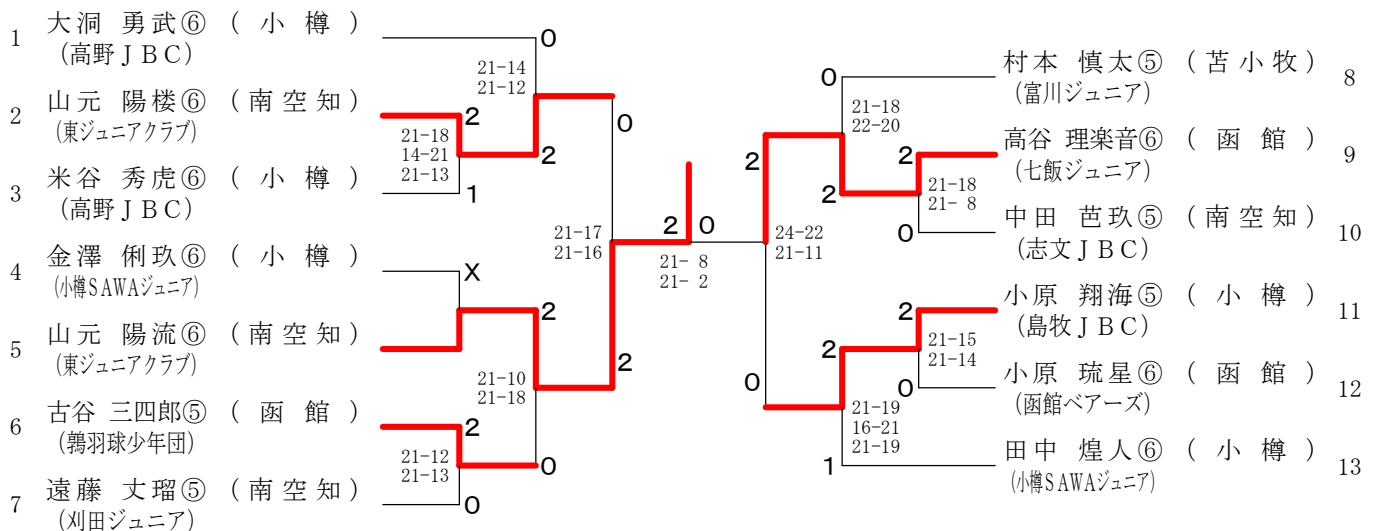 1 大洞 勇武⑥ (小樽)
(高野JBC)
2 山元 陽楼⑥ (南空知)
(東ジュニアクラブ)
3 米谷 秀虎⑥ (小樽)
(高野JBC)
4 金澤 俐玖⑥ (小樽)
(小樽SAWAジュニア)
5 山元 陽流⑥ (南空知)
(東ジュニアクラブ)
6 古谷 三四郎⑤ (函館)
(鶉羽球少年団)
7 遠藤 丈瑠⑤ (南空知)
(刈田ジュニア)
0
21-14
21-12
2
2
21-18
14-21
21-13
1
0
X
2
21-17
21-16
2
21-10
21-18
2
21-12
21-13
0
0
2 0
21- 8
21- 2
0
21-18
22-20
2
2
2
21-18
21- 8
0
24-22
21-11
0
2
2
21-15
21-14
0
21-19
16-21
21-19
1
村本 慎太⑤ (苫小牧) 8
(富川ジュニア)
高谷 理楽音⑥ (函館) 9
(七飯ジュニア)
中田 芭玖⑤ (南空知) 10
(志文JBC)
小原 翔海⑤ (小樽) 11
(島牧JBC)
小原 琉星⑥ (函館) 12
(函館ベアーズ)
田中 煌人⑥ (小樽) 13
(小樽SAWAジュニア)